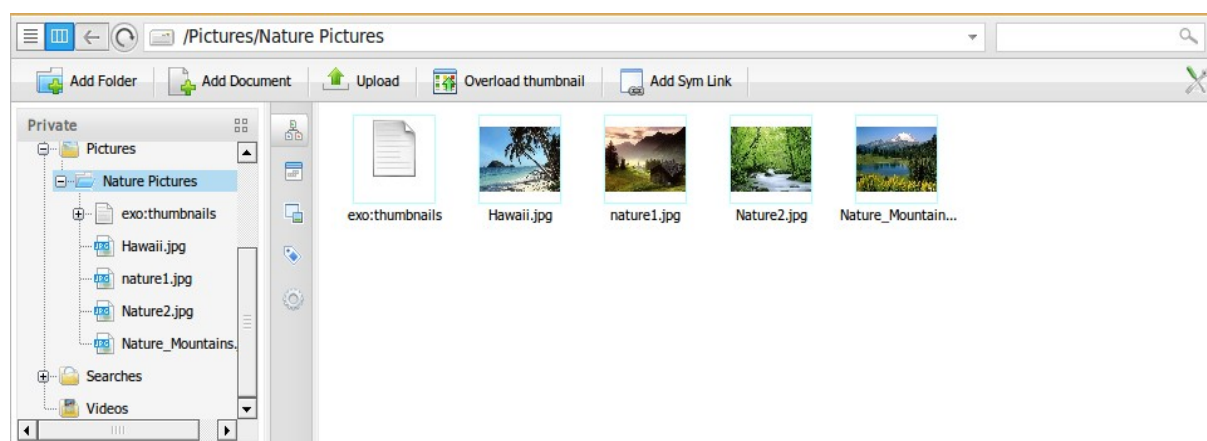 /Pictures/Nature Pictures
Add Folder Add Document Upload Overload thumbnail Add Sym Link
Private
Pictures
Nature Pictures
exo:thumbnails
Hawaii.jpg
nature1.jpg
Nature2.jpg
Nature_Mountains.
Searches
Videos
exo:thumbnails Hawaii.jpg nature1.jpg Nature2.jpg Nature_Mountain...